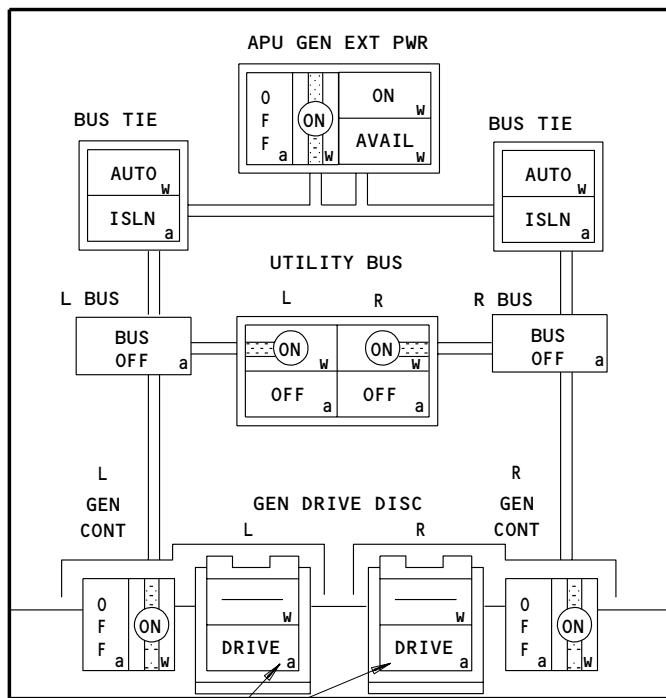 APU GEN EXT PWR
O
F
F
a
ON
W
ON
W
AVAIL
W
BUS TIE
AUTO
W
ISLN
a
BUS TIE
AUTO
W
ISLN
a
UTILITY BUS
L R
L BUS
BUS
OFF
a
ON
W
ON
W
OFF
a
OFF
a
R BUS
BUS
OFF
a
L
GEN
CONT
GEN DRIVE DISC
L R
R
GEN
CONT
O
F
F
a
ON
W
W
DRIVE
a
W
DRIVE
a
O
F
F
a
ON
W